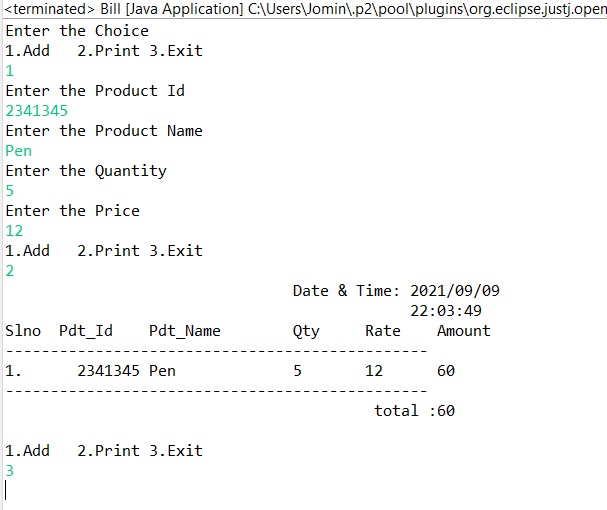 <terminated> Bill [Java Application] C:\Users\Jomin\.p2\pool\plugins\org.eclipse.justj.open
Enter the Choice
1.Add   2.Print 3.Exit
1
Enter the Product Id
2341345
Enter the Product Name
Pen
Enter the Quantity
5
Enter the Price
12
1.Add   2.Print 3.Exit
2
                                Date & Time: 2021/09/09
                                             22:03:49
Slno  Pdt_Id    Pdt_Name        Qty     Rate    Amount
-----------------------------------------------
1.      2341345 Pen             5       12      60
-----------------------------------------------
                                         total :60
1.Add   2.Print 3.Exit
3